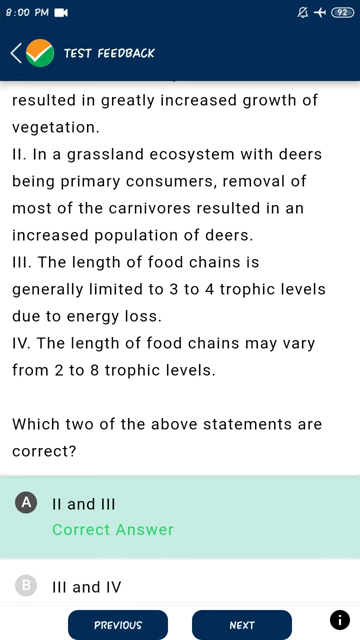 8:00 PM
92
TEST FEEDBACK
resulted in greatly increased growth of
vegetation.
II. In a grassland ecosystem with deers
being primary consumers, removal of
most of the carnivores resulted in an
increased population of deers.
III. The length of food chains is
generally limited to 3 to 4 trophic levels
due to energy loss.
IV. The length of food chains may vary
from 2 to 8 trophic levels.
Which two of the above statements are
correct?
A II and III
Correct Answer
B III and IV
PREVIOUS NEXT